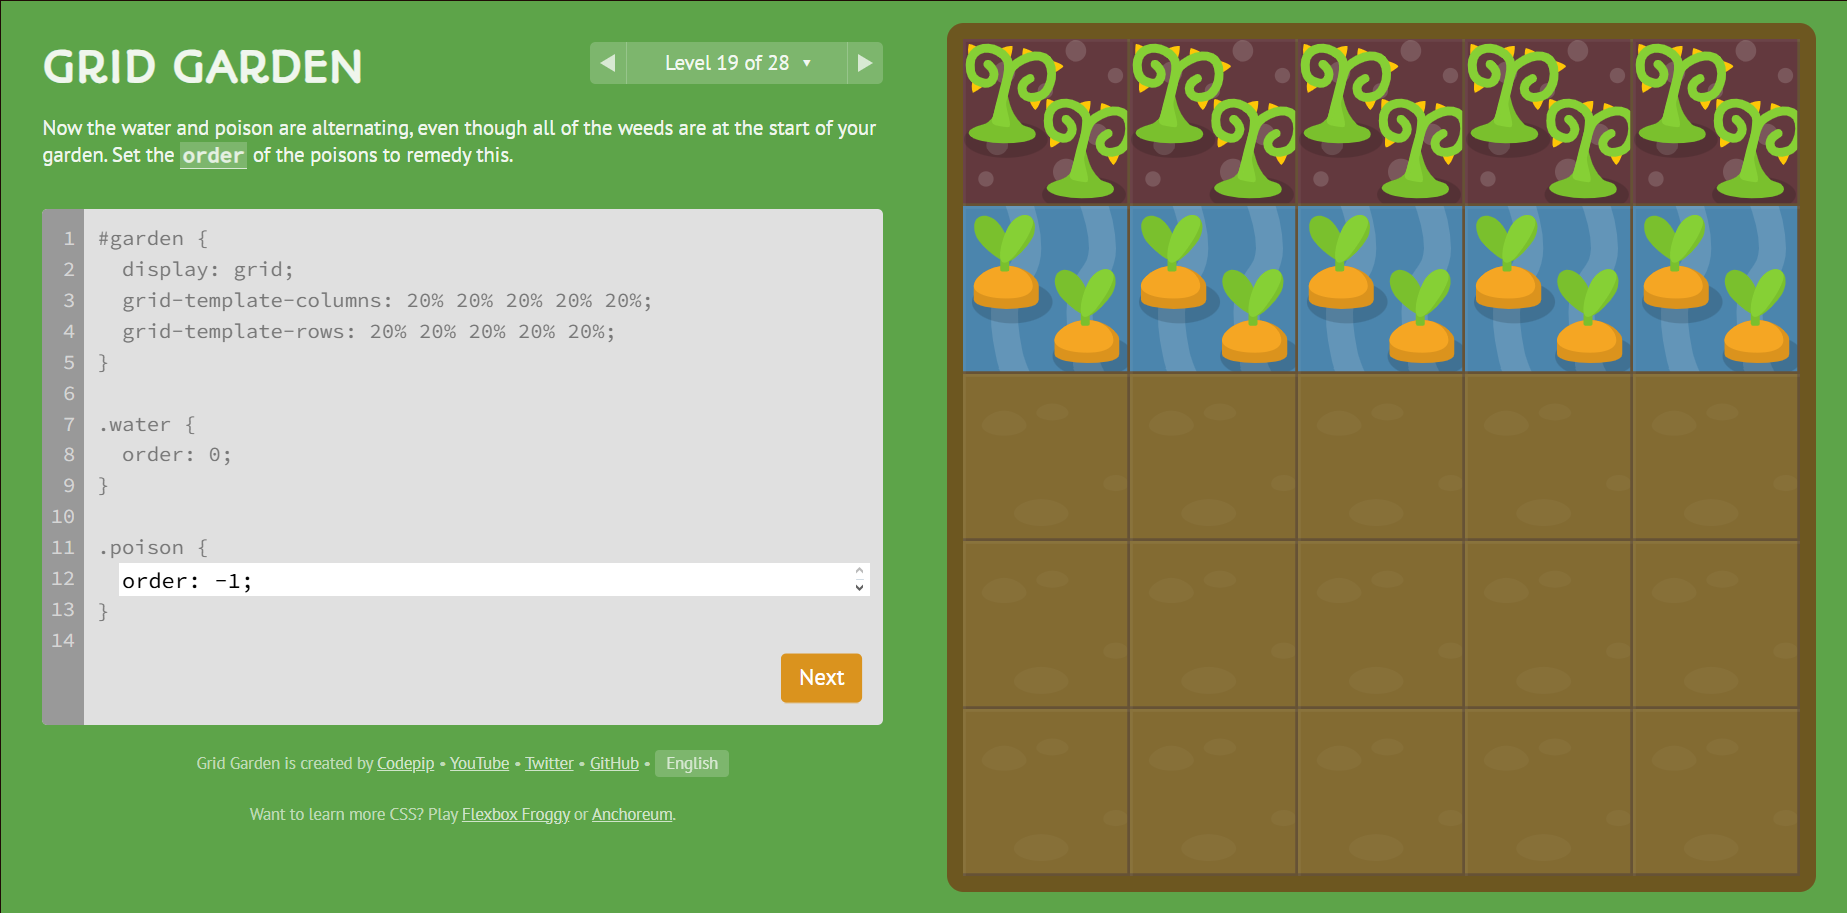 GRID GARDEN
◀ Level 19 of 28 ▼ ▶
Now the water and poison are alternating, even though all of the weeds are at the start of your
garden. Set the order of the poisons to remedy this.
1 #garden {
2   display: grid;
3   grid-template-columns: 20% 20% 20% 20% 20%;
4   grid-template-rows: 20% 20% 20% 20% 20%;
5 }
6
7 .water {
8   order: 0;
9 }
10
11 .poison {
12   order: -1;
13 }
14
Next
Grid Garden is created by Codepip • YouTube • Twitter • GitHub • English
Want to learn more CSS? Play Flexbox Froggy or Anchoreum.